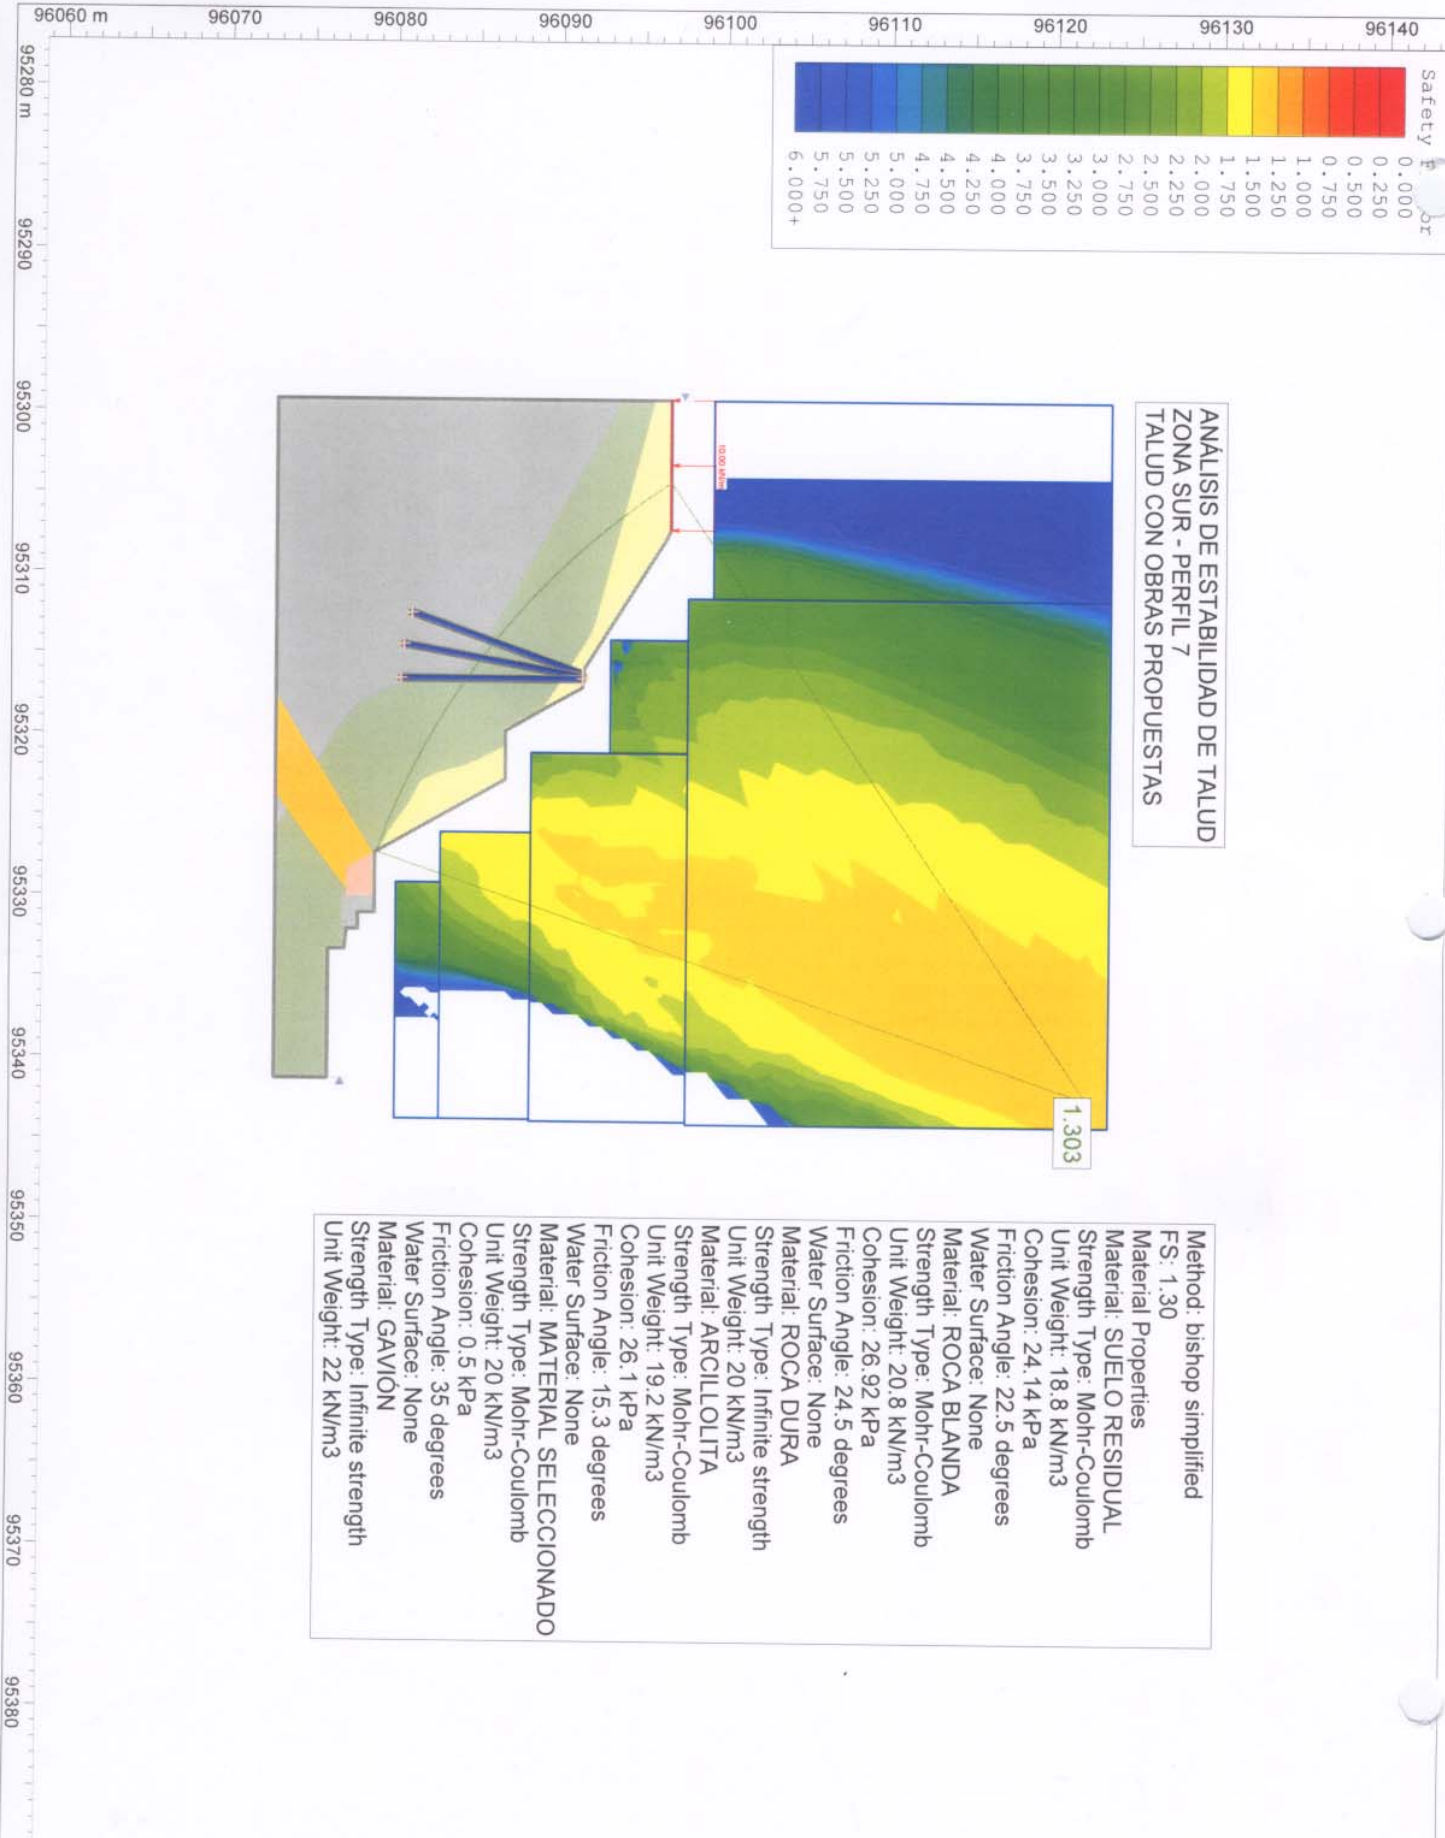 Safety
0.000
0.250
0.500
0.750
1.000
1.250
1.500
1.750
2.000
2.250
2.500
2.750
3.000
3.250
3.500
3.750
4.000
4.250
4.500
4.750
5.000
5.250
5.500
5.750
6.000+
ANÁLISIS DE ESTABILIDAD DE TALUD
ZONA SUR - PERFIL 7
TALUD CON OBRAS PROPUESTAS
1.303
10.00 kN/m
Method: bishop simplified
FS: 1.30
Material Properties
Material: SUELO RESIDUAL
Strength Type: Mohr-Coulomb
Unit Weight: 18.8 kN/m3
Cohesion: 24.14 kPa
Friction Angle: 22.5 degrees
Water Surface: None
Material: ROCA BLANDA
Strength Type: Mohr-Coulomb
Unit Weight: 20.8 kN/m3
Cohesion: 26.92 kPa
Friction Angle: 24.5 degrees
Water Surface: None
Material: ROCA DURA
Strength Type: Infinite strength
Unit Weight: 20 kN/m3
Material: ARCILLOLITA
Strength Type: Mohr-Coulomb
Unit Weight: 19.2 kN/m3
Cohesion: 26.1 kPa
Friction Angle: 15.3 degrees
Water Surface: None
Material: MATERIAL SELECCIONADO
Strength Type: Mohr-Coulomb
Unit Weight: 20 kN/m3
Cohesion: 0.5 kPa
Friction Angle: 35 degrees
Water Surface: None
Material: GAVIÓN
Strength Type: Infinite strength
Unit Weight: 22 kN/m3
96140
96130
96120
96110
96100
96090
96080
96070
96060 m
95280 m
95290
95300
95310
95320
95330
95340
95350
95360
95370
95380